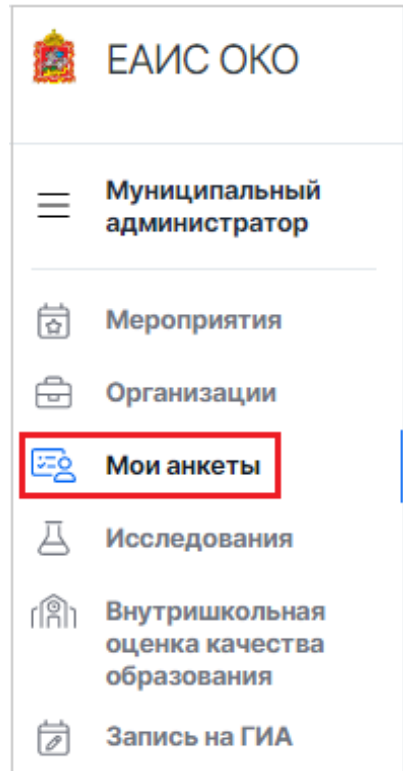 ЕАИС ОКО
Муниципальный
администратор
Мероприятия
Организации
Мои анкеты
Исследования
Внутришкольная
оценка качества
образования
Запись на ГИА